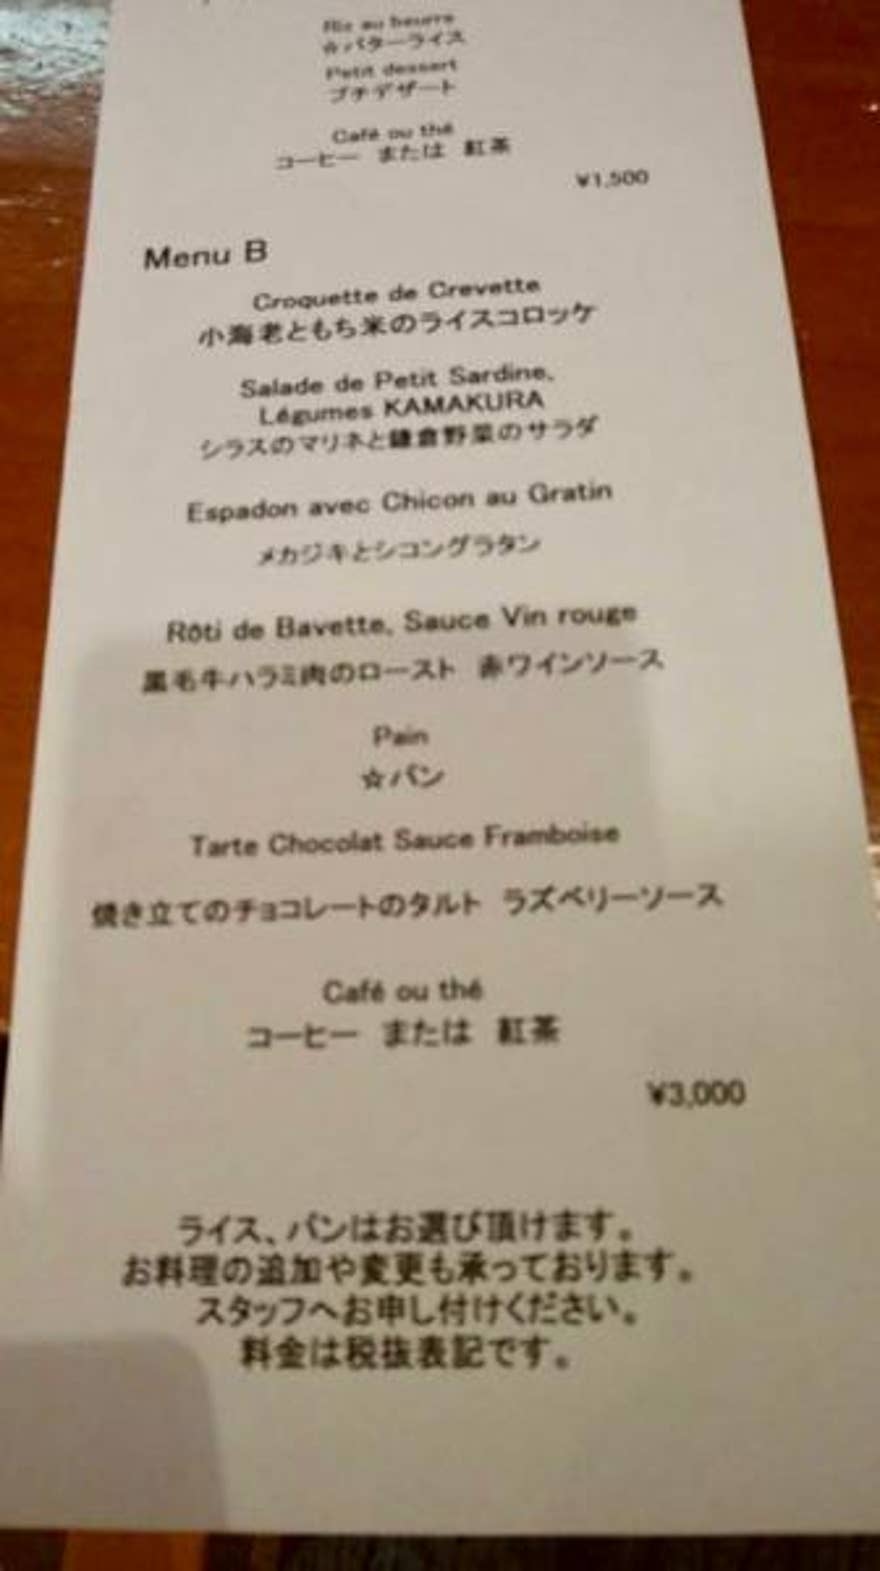 Riz au beurre
☆バターライス
Petit dessert
プチデザート
Café ou thé
コーヒー または 紅茶
¥1,500
Menu B
Croquette de Crevette
小海老ともち米のライスコロッケ
Salade de Petit Sardine,
Légumes KAMAKURA
シラスのマリネと鎌倉野菜のサラダ
Espadon avec Chicon au Gratin
メカジキとシコングラタン
Rôti de Bavette, Sauce Vin rouge
黒毛牛ハラミ肉のロースト 赤ワインソース
Pain
☆パン
Tarte Chocolat Sauce Framboise
焼き立てのチョコレートのタルト ラズベリーソース
Café ou thé
コーヒー または 紅茶
¥3,000
ライス、パンはお選び頂けます。
お料理の追加や変更も承っております。
スタッフへお申し付けください。
料金は税抜表記です。